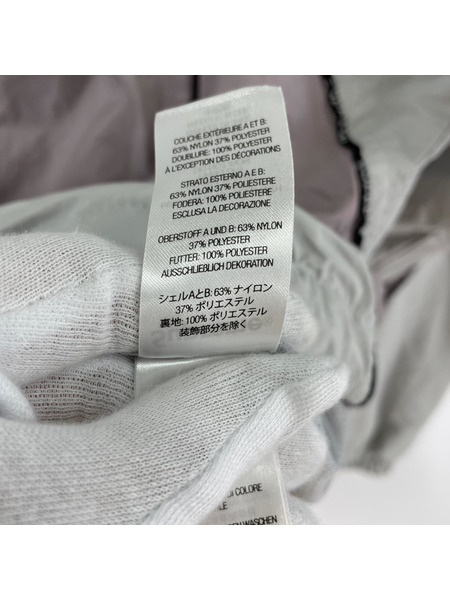 COUCHE EXTÉRIEURE A ET B:
63% NYLON 37% POLYESTER
DOUBLURE: 100% POLYESTER
À L'EXCEPTION DES DÉCORATIONS
STRATO ESTERNO A E B:
63% NYLON 37% POLIESTERE
FODERA: 100% POLIESTERE
ESCLUSA LA DECORAZIONE
OBERSTOFF A UND B: 63% NYLON
37% POLYESTER
FUTTER: 100% POLYESTER
AUSSCHLIEßLICH DEKORATION
シェルAとB: 63% ナイロン
37% ポリエステル
裏地: 100% ポリエステル
装飾部分を除く
COLORE
WASCHEN